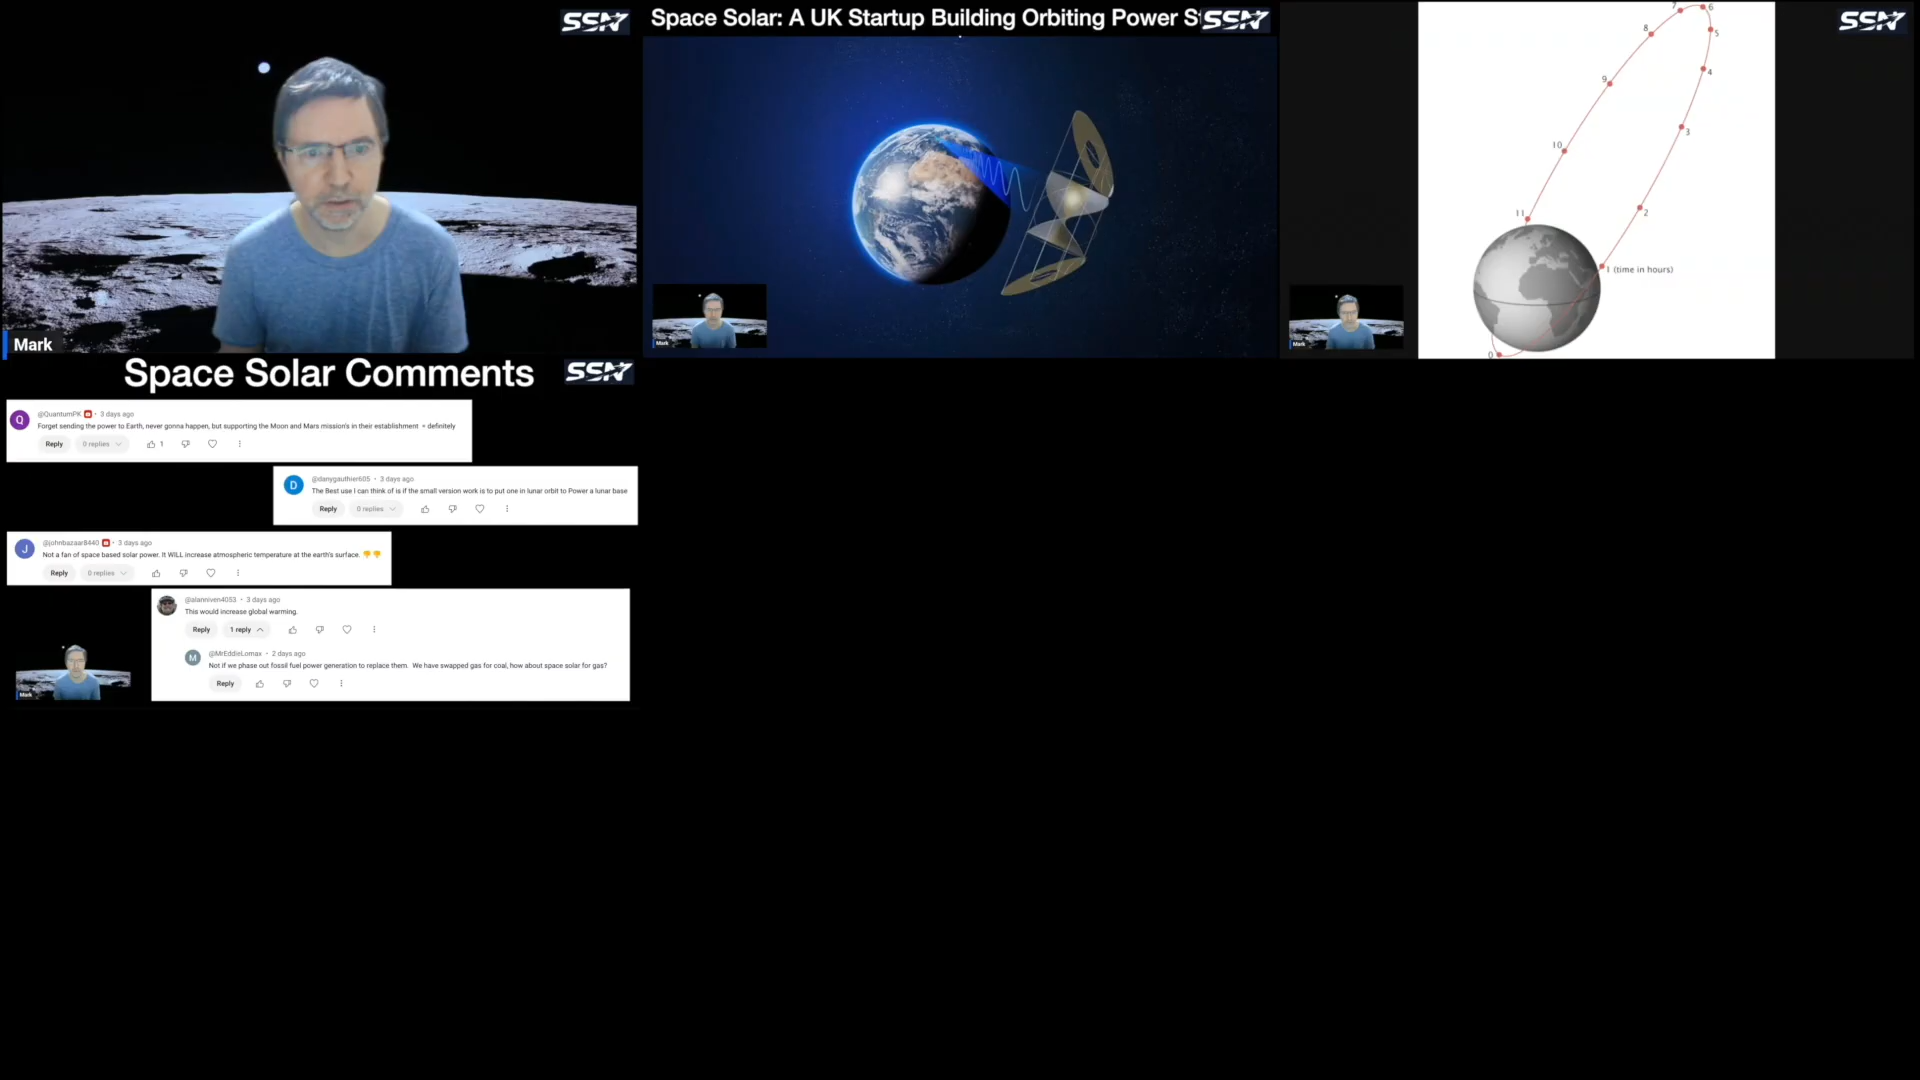 SSN
Mark
Space Solar: A UK Startup Building Orbiting Power St
SSN
Mark
SSN
7
6
8
5
4
9
3
10
2
11
1 (time in hours)
0
Mark
Space Solar Comments
SSN
Q
@QuantumPK • 3 days ago
Forget sending the power to Earth, never gonna happen, but supporting the Moon and Mars mission's in their establishment = definitely
Reply 0 replies 1
D
@danygauthier605 • 3 days ago
The Best use I can think of is if the small version work is to put one in lunar orbit to Power a lunar base
Reply 0 replies
J
@johnbazaar8440 • 3 days ago
Not a fan of space based solar power. It WILL increase atmospheric temperature at the earth's surface. 👎👎
Reply 0 replies
@alanniven4053 • 3 days ago
This would increase global warming.
Reply 1 reply
M
@MrEddieLomax • 2 days ago
Not if we phase out fossil fuel power generation to replace them. We have swapped gas for coal, how about space solar for gas?
Reply
Mark